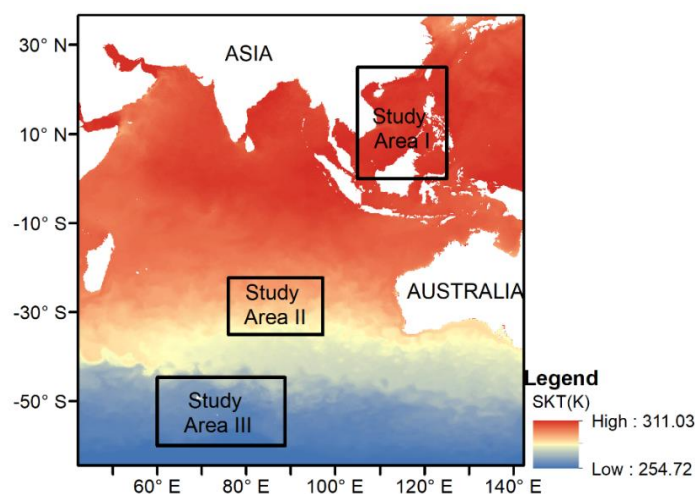 30° N
ASIA
Study
Area I
10° N
-10° S
Study
Area II
AUSTRALIA
-30° S
Study
Area III
-50° S
Legend
SKT(K)
High : 311.03
Low : 254.72
60° E
80° E
100° E
120° E
140° E